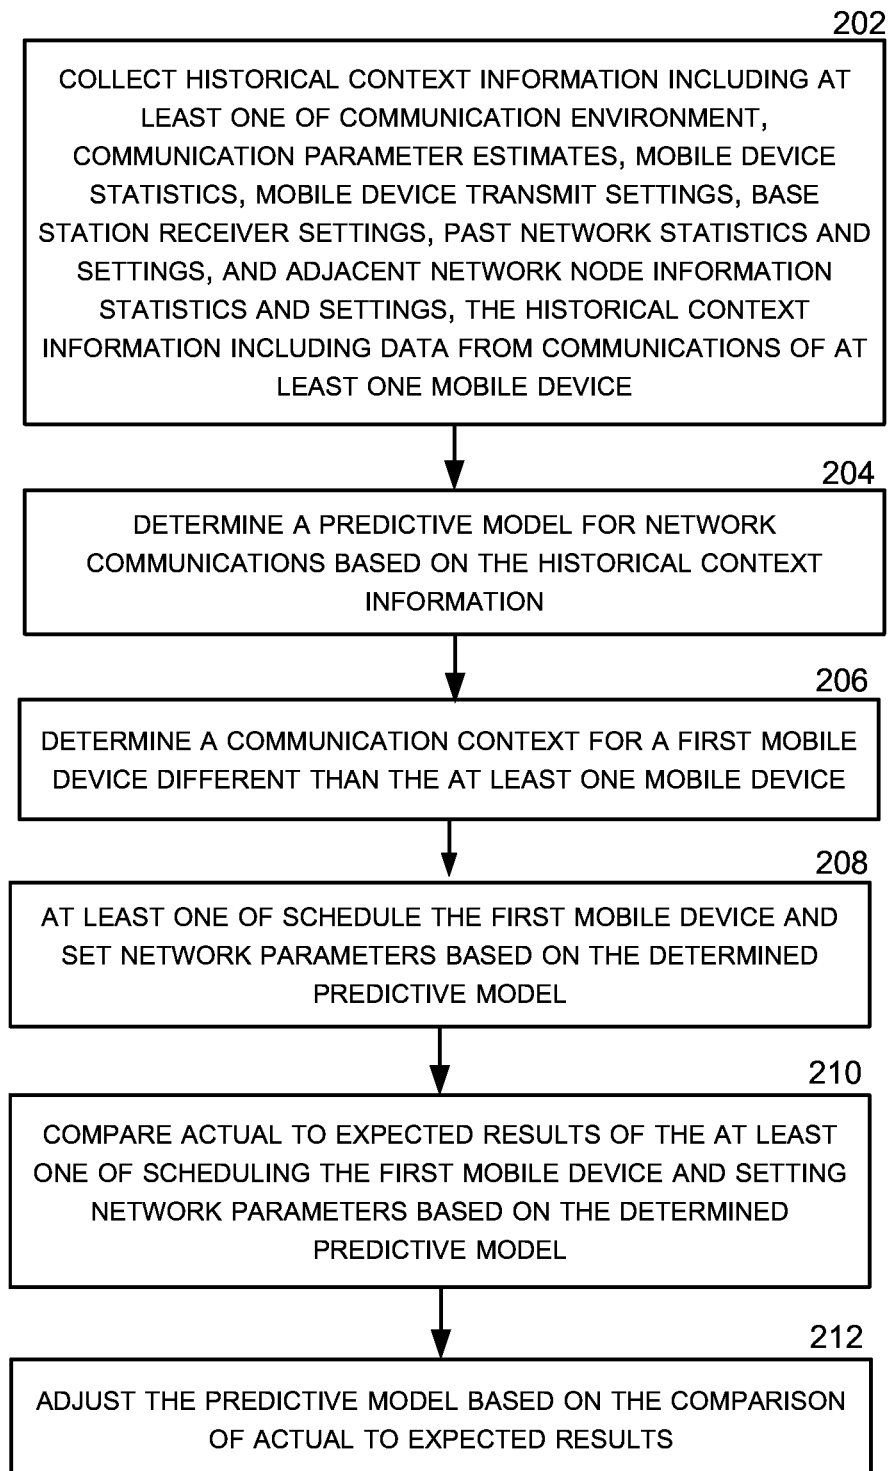 202
COLLECT HISTORICAL CONTEXT INFORMATION INCLUDING AT
LEAST ONE OF COMMUNICATION ENVIRONMENT,
COMMUNICATION PARAMETER ESTIMATES, MOBILE DEVICE
STATISTICS, MOBILE DEVICE TRANSMIT SETTINGS, BASE
STATION RECEIVER SETTINGS, PAST NETWORK STATISTICS AND
SETTINGS, AND ADJACENT NETWORK NODE INFORMATION
STATISTICS AND SETTINGS, THE HISTORICAL CONTEXT
INFORMATION INCLUDING DATA FROM COMMUNICATIONS OF AT
LEAST ONE MOBILE DEVICE
204
DETERMINE A PREDICTIVE MODEL FOR NETWORK
COMMUNICATIONS BASED ON THE HISTORICAL CONTEXT
INFORMATION
206
DETERMINE A COMMUNICATION CONTEXT FOR A FIRST MOBILE
DEVICE DIFFERENT THAN THE AT LEAST ONE MOBILE DEVICE
208
AT LEAST ONE OF SCHEDULE THE FIRST MOBILE DEVICE AND
SET NETWORK PARAMETERS BASED ON THE DETERMINED
PREDICTIVE MODEL
210
COMPARE ACTUAL TO EXPECTED RESULTS OF THE AT LEAST
ONE OF SCHEDULING THE FIRST MOBILE DEVICE AND SETTING
NETWORK PARAMETERS BASED ON THE DETERMINED
PREDICTIVE MODEL
212
ADJUST THE PREDICTIVE MODEL BASED ON THE COMPARISON
OF ACTUAL TO EXPECTED RESULTS